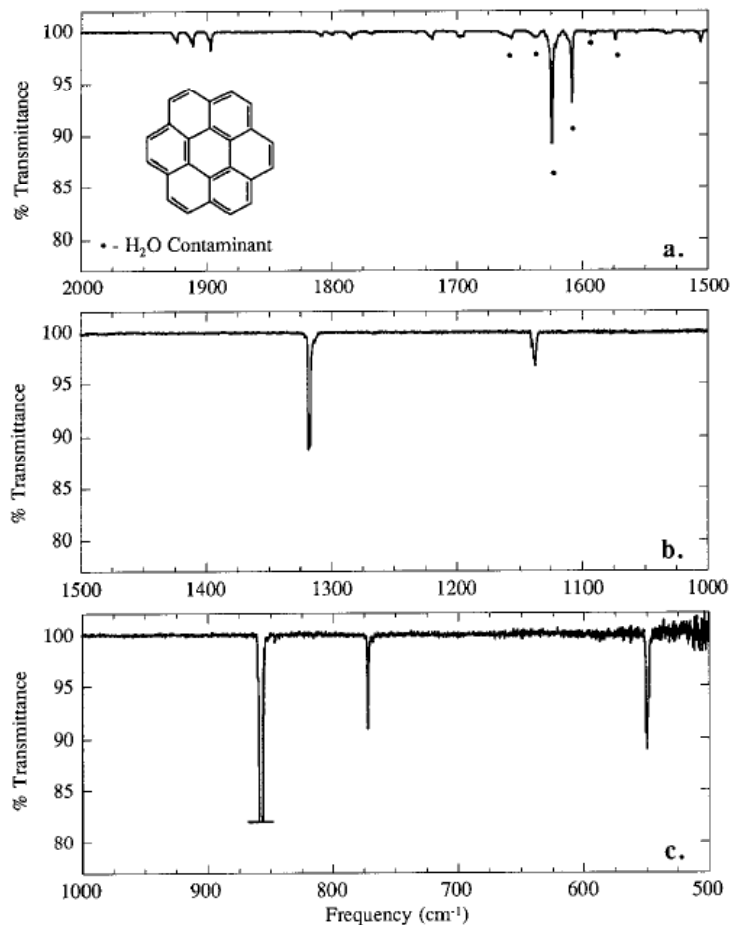 100
95
90
85
80
% Transmittance
• - H₂O Contaminant
a.
2000 1900 1800 1700 1600 1500
100
95
90
85
80
% Transmittance
b.
1500 1400 1300 1200 1100 1000
100
95
90
85
80
% Transmittance
c.
1000 900 800 700 600 500
Frequency (cm⁻¹)